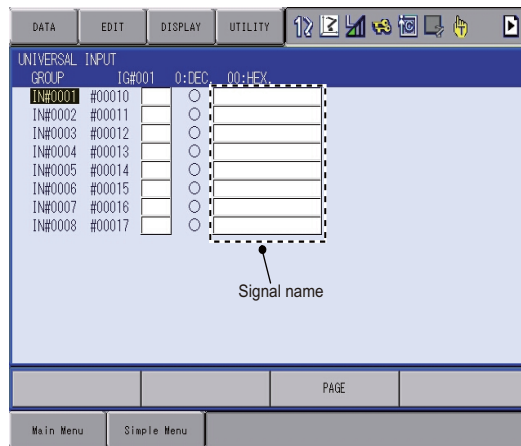 DATA EDIT DISPLAY UTILITY
UNIVERSAL INPUT
GROUP IG#001 0:DEC. 00:HEX.
IN#0001 #00010
IN#0002 #00011
IN#0003 #00012
IN#0004 #00013
IN#0005 #00014
IN#0006 #00015
IN#0007 #00016
IN#0008 #00017
Signal name
PAGE
Main Menu Simple Menu